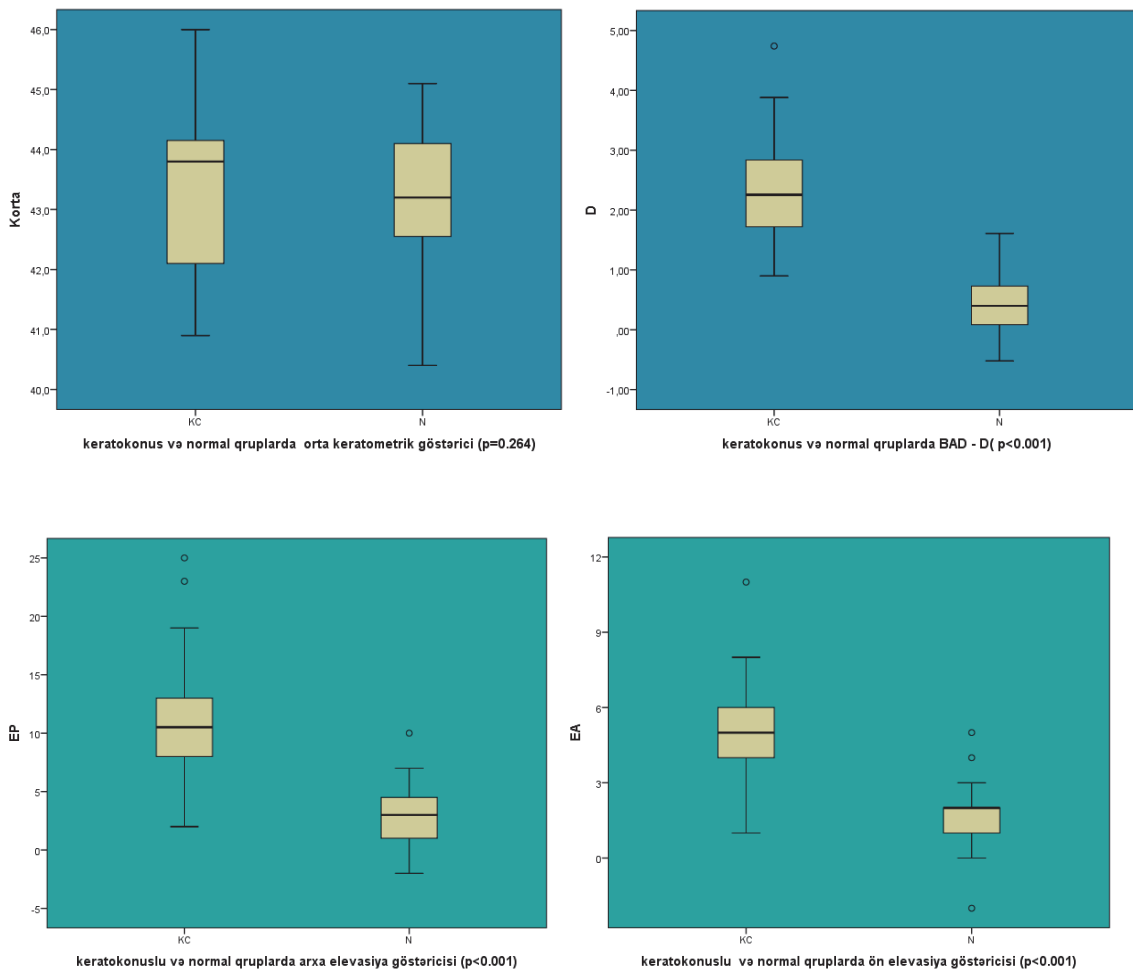 46,0
45,0
44,0
43,0
42,0
41,0
40,0
Korta
KC
N
keratokonus və normal qruplarda  orta keratometrik göstərici (p=0.264)
5,00
4,00
3,00
2,00
1,00
,00
-1,00
D
KC
N
keratokonus və normal qruplarda BAD - D( p<0.001)
25
20
15
10
5
0
-5
EP
KC
N
keratokonuslu və normal qruplarda arxa elevasiya göstəricisi (p<0.001)
12
9
6
3
0
EA
KC
N
keratokonuslu  və normal qruplarda ön elevasiya göstəricisi (p<0.001)